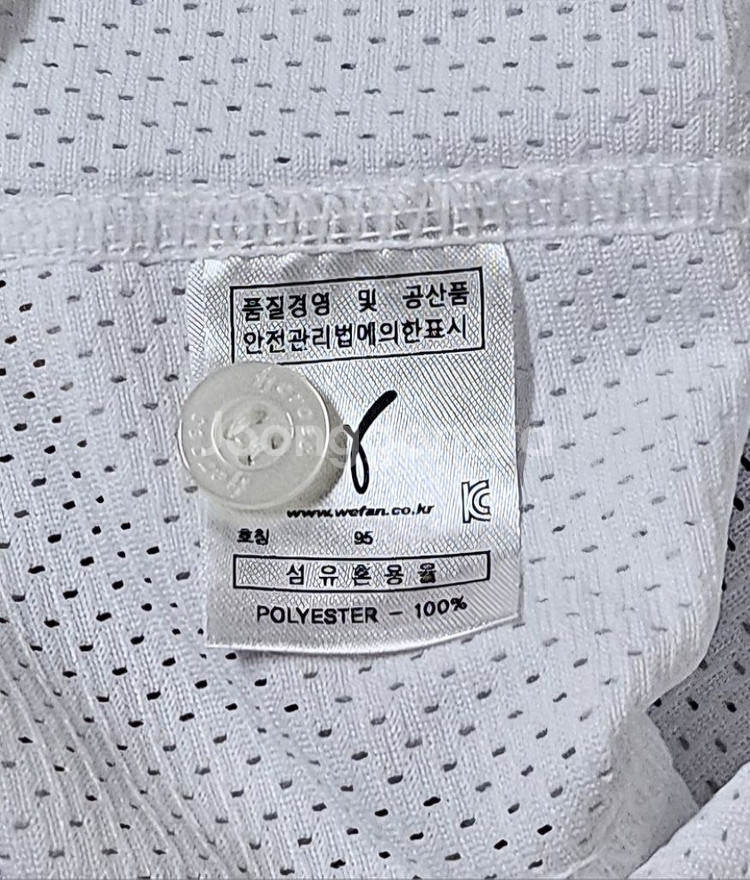 품질경영 및 공산품
안전관리법에의한표시
www.wefan.co.kr
호칭 95
섬유혼용율
POLYESTER - 100%